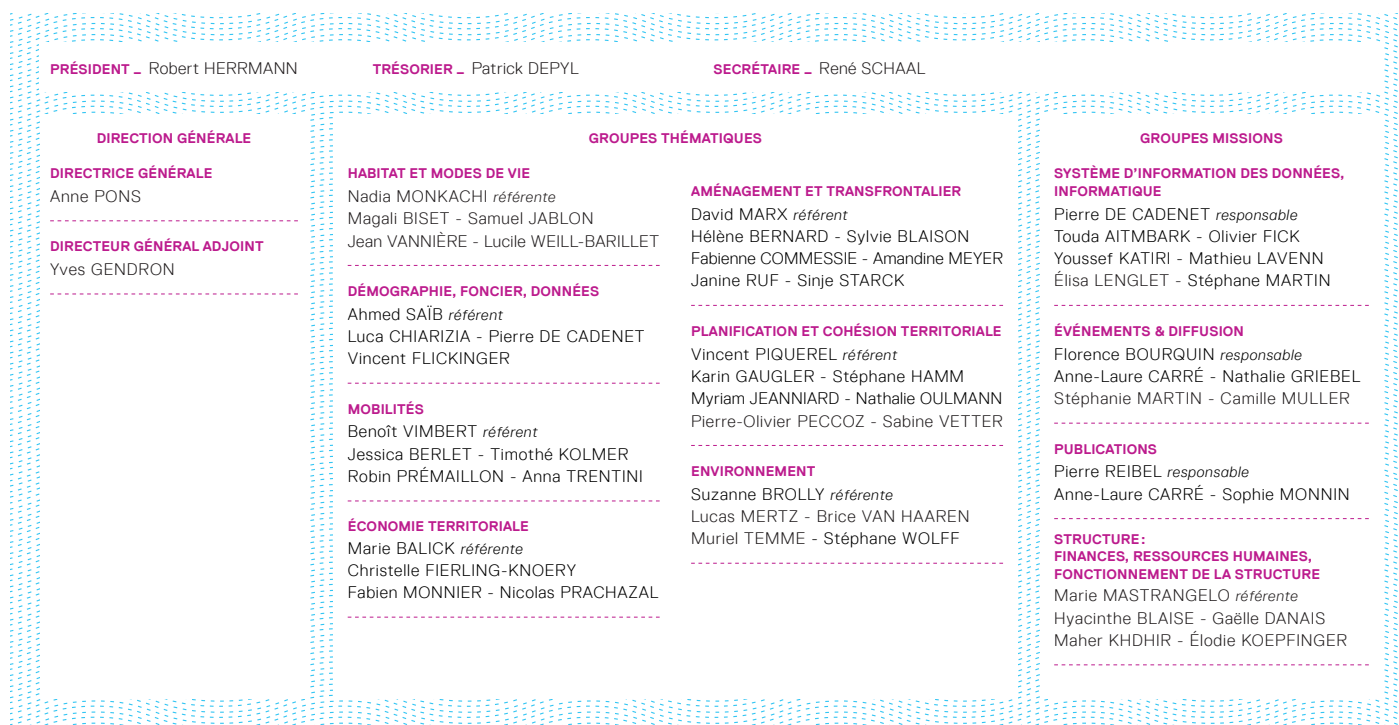 PRÉSIDENT _ Robert HERRMANN
TRÉSORIER _ Patrick DEPYL
SECRÉTAIRE _ René SCHAAL
DIRECTION GÉNÉRALE
DIRECTRICE GÉNÉRALE
Anne PONS
DIRECTEUR GÉNÉRAL ADJOINT
Yves GENDRON
GROUPES THÉMATIQUES
HABITAT ET MODES DE VIE
Nadia MONKACHI référente
Magali BISET - Samuel JABLON
Jean VANNIÈRE - Lucile WEILL-BARILLET
DÉMOGRAPHIE, FONCIER, DONNÉES
Ahmed SAÏB référent
Luca CHIARIZIA - Pierre DE CADENET
Vincent FLICKINGER
MOBILITÉS
Benoît VIMBERT référent
Jessica BERLET - Timothé KOLMER
Robin PRÉMAILLON - Anna TRENTINI
ÉCONOMIE TERRITORIALE
Marie BALICK référente
Christelle FIERLING-KNOERY
Fabien MONNIER - Nicolas PRACHAZAL
AMÉNAGEMENT ET TRANSFRONTALIER
David MARX référent
Hélène BERNARD - Sylvie BLAISON
Fabienne COMMESSIE - Amandine MEYER
Janine RUF - Sinje STARCK
PLANIFICATION ET COHÉSION TERRITORIALE
Vincent PIQUEREL référent
Karin GAUGLER - Stéphane HAMM
Myriam JEANNIARD - Nathalie OULMANN
Pierre-Olivier PECCOZ - Sabine VETTER
ENVIRONNEMENT
Suzanne BROLLY référente
Lucas MERTZ - Brice VAN HAAREN
Muriel TEMME - Stéphane WOLFF
GROUPES MISSIONS
SYSTÈME D'INFORMATION DES DONNÉES,
INFORMATIQUE
Pierre DE CADENET responsable
Touda AITMBARK - Olivier FICK
Youssef KATIRI - Mathieu LAVENN
Élisa LENGLET - Stéphane MARTIN
ÉVÉNEMENTS & DIFFUSION
Florence BOURQUIN responsable
Anne-Laure CARRÉ - Nathalie GRIEBEL
Stéphanie MARTIN - Camille MULLER
PUBLICATIONS
Pierre REIBEL responsable
Anne-Laure CARRÉ - Sophie MONNIN
STRUCTURE :
FINANCES, RESSOURCES HUMAINES,
FONCTIONNEMENT DE LA STRUCTURE
Marie MASTRANGELO référente
Hyacinthe BLAISE - Gaëlle DANAIS
Maher KHDHIR - Élodie KOEPFINGER